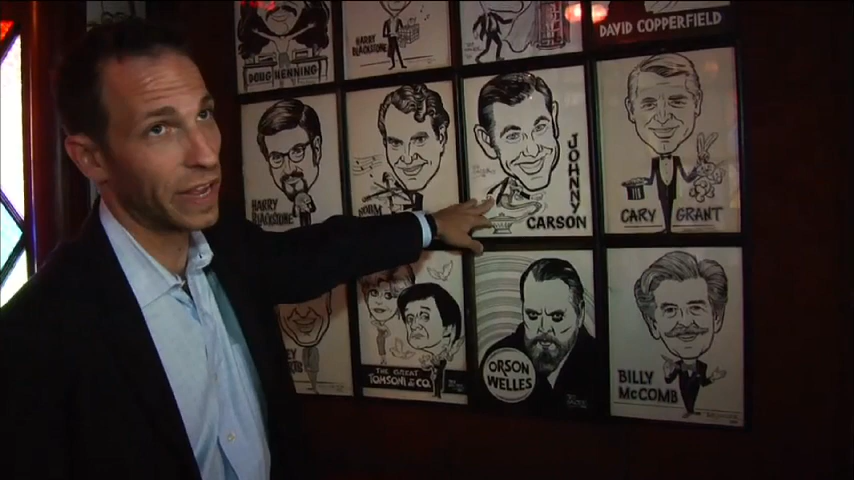 DOUG HENNING
HARRY BLACKSTONE
DAVID COPPERFIELD
HARRY BLACKSTONE
NORM
JOHNNY
CARSON
CARY GRANT
THE GREAT
TOMSONI & CO.
ORSON
WELLES
BILLY
McCOMB